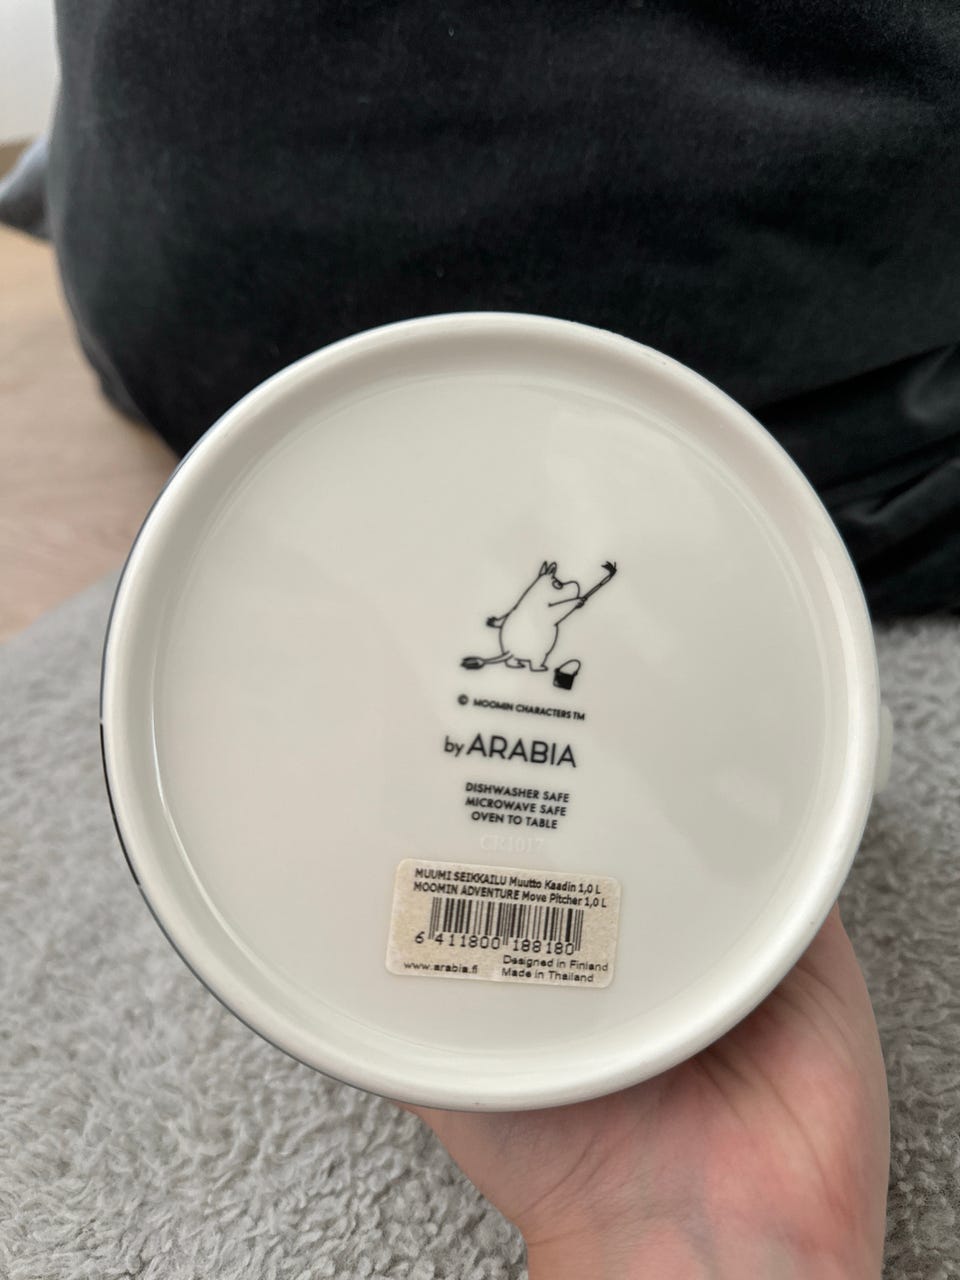 © MOOMIN CHARACTERS TM
by ARABIA
DISHWASHER SAFE
MICROWAVE SAFE
OVEN TO TABLE
CR1017
MUUMI SEIKKAILU Muutto Kaadin 1,0 L
MOOMIN ADVENTURE Move Pitcher 1,0 L
6 411800 188180
Designed in Finland
www.arabia.fi Made in Thailand